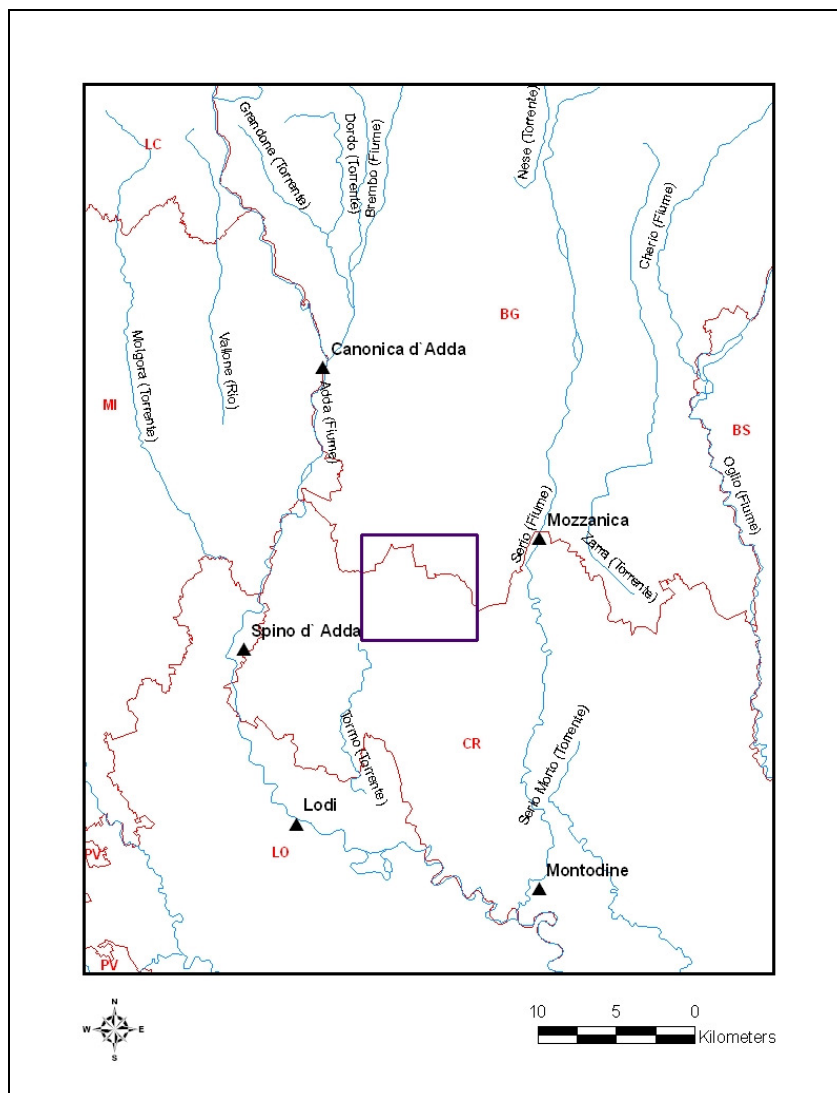 Grandone (Torrente)
Dordo (Torrente)
Brembo (Fiume)
Nese (Torrente)
LC
Cherio (Fiume)
BG
Molgora (Torrente)
Vallone (Rio)
Canonica d`Adda
Adda (Fiume)
MI
BS
Oglio (Fiume)
Serio (Fiume)
Mozzanica
Zarra (Torrente)
Spino d` Adda
Tormo (Torrente)
CR
Serio Morto (Torrente)
Lodi
LO
PV
Montodine
PV
N
W E
S
10 5 0
Kilometers